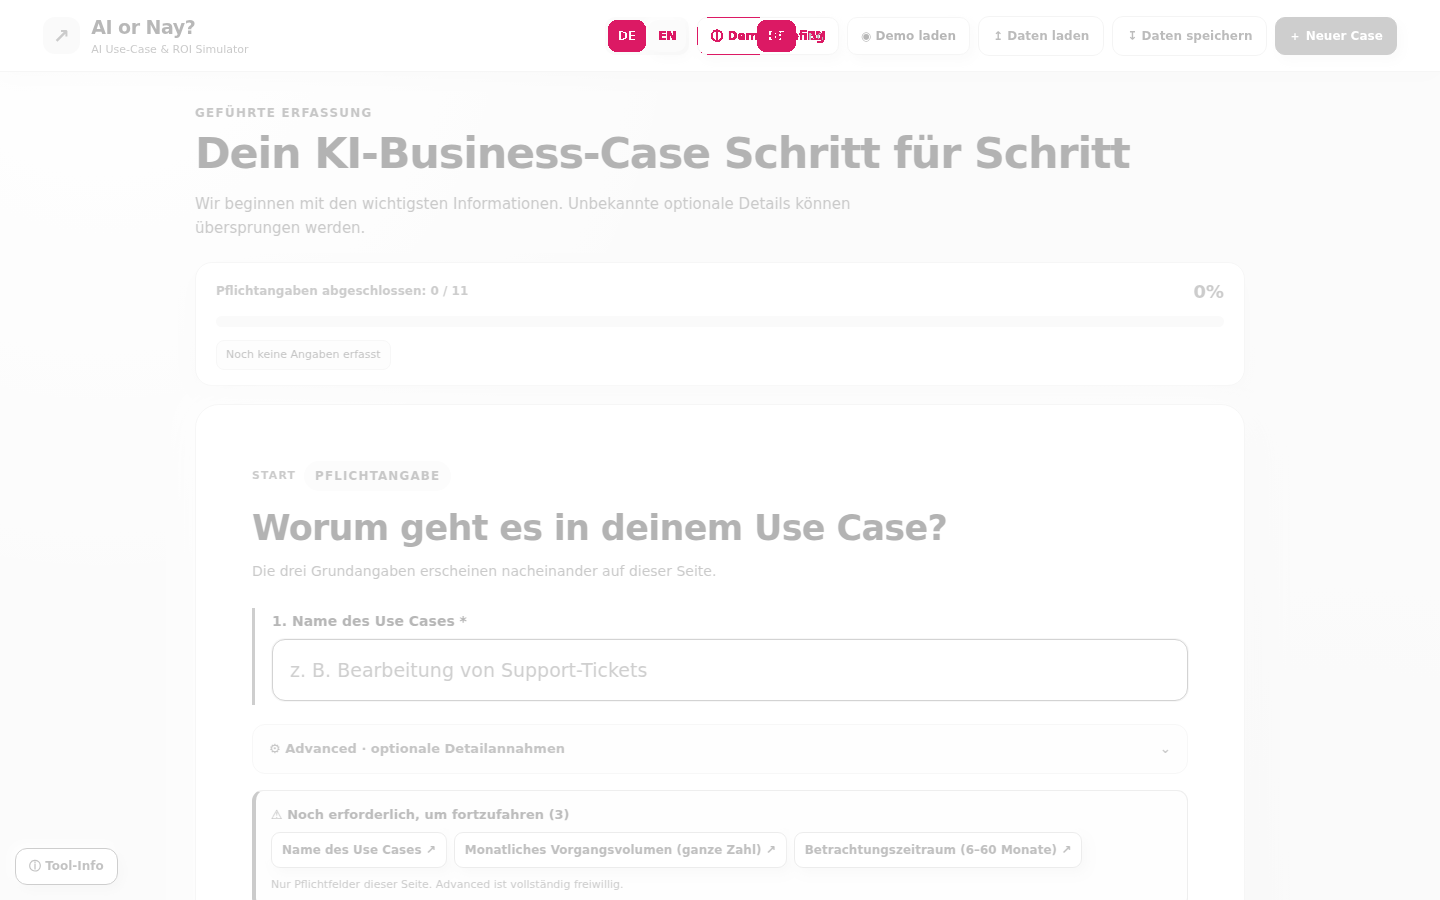 ↗ AI or Nay?
AI Use-Case & ROI Simulator
DE EN
◉ Demo laden
↥ Daten laden
↧ Daten speichern
+ Neuer Case
GEFÜHRTE ERFASSUNG
Dein KI-Business-Case Schritt für Schritt
Wir beginnen mit den wichtigsten Informationen. Unbekannte optionale Details können
übersprungen werden.
Pflichtangaben abgeschlossen: 0 / 11
0%
Noch keine Angaben erfasst
START PFLICHTANGABE
Worum geht es in deinem Use Case?
Die drei Grundangaben erscheinen nacheinander auf dieser Seite.
1. Name des Use Cases *
z. B. Bearbeitung von Support-Tickets
⚙ Advanced · optionale Detailannahmen ⌄
⚠ Noch erforderlich, um fortzufahren (3)
Name des Use Cases ↗
Monatliches Vorgangsvolumen (ganze Zahl) ↗
Betrachtungszeitraum (6–60 Monate) ↗
Nur Pflichtfelder dieser Seite. Advanced ist vollständig freiwillig.
ⓘ Tool-Info